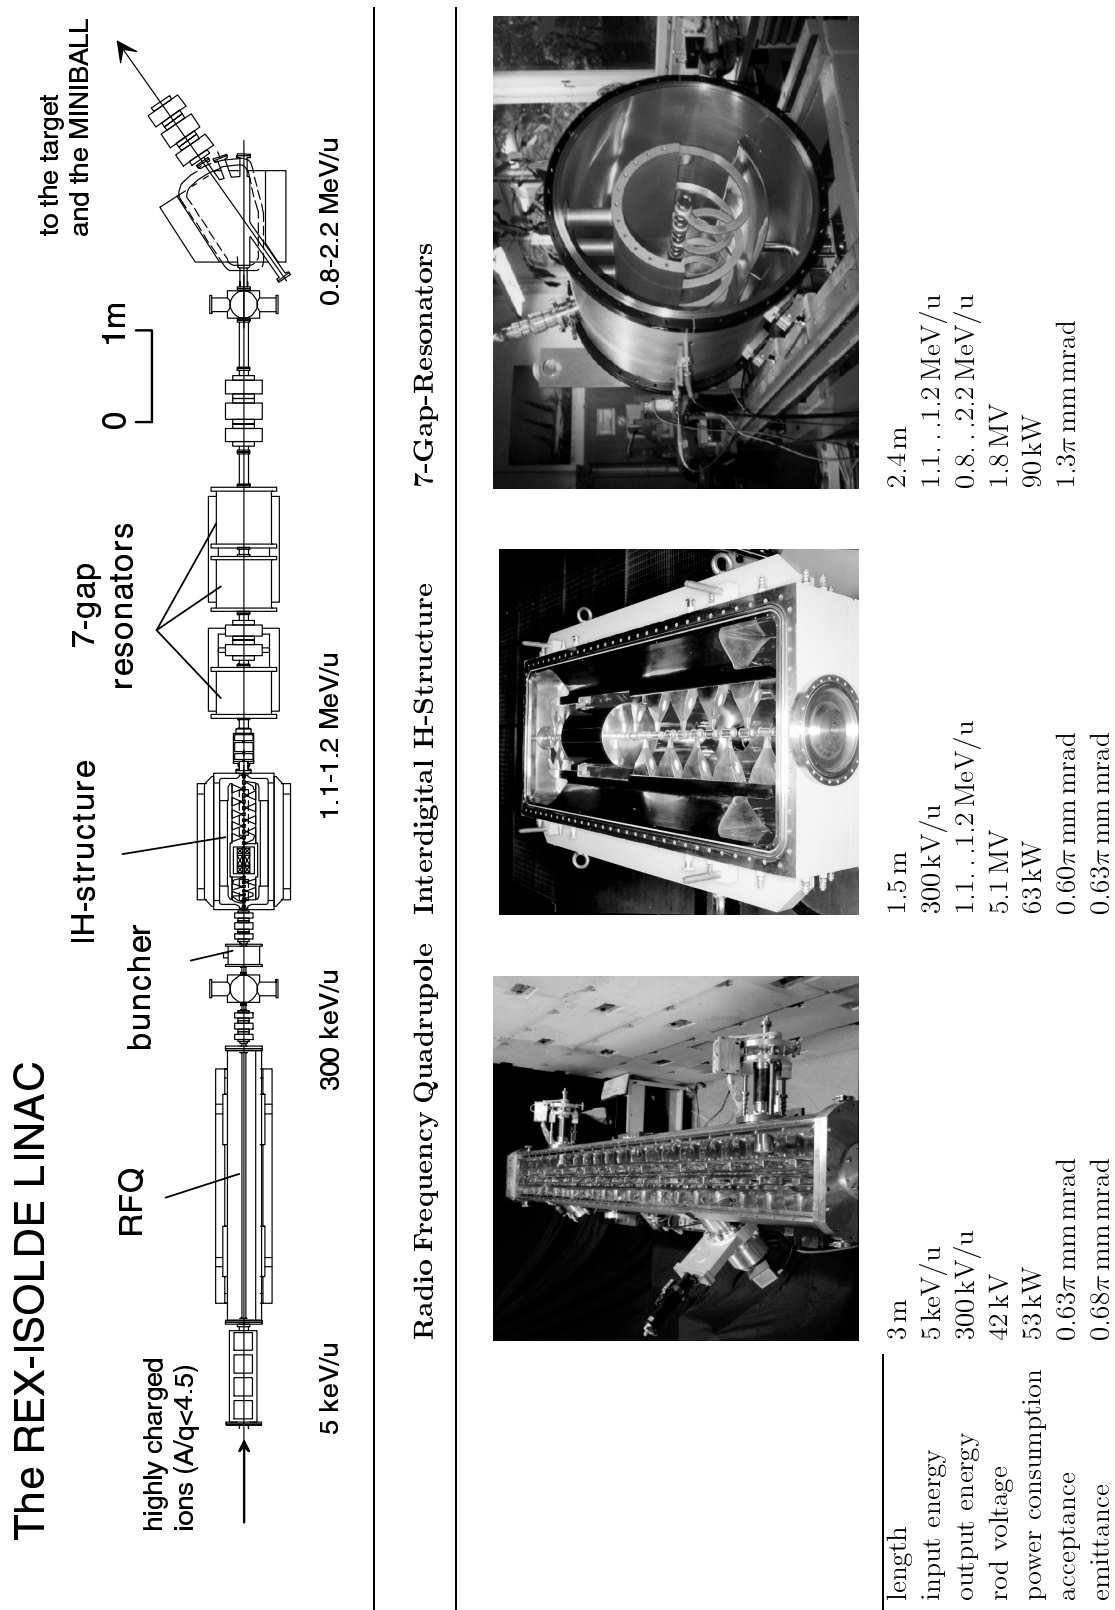 The REX-ISOLDE LINAC
to the target
and the MINIBALL
highly charged
ions (A/q<4.5)
RFQ
buncher
IH-structure
7-gap
resonators
0 1m
5 keV/u 300 keV/u 1.1-1.2 MeV/u 0.8-2.2 MeV/u
Radio Frequency Quadrupole Interdigital H-Structure 7-Gap-Resonators
length 3 m 1.5 m 2.4 m
input energy 5 keV/u 300 kV/u 1.1...1.2 MeV/u
output energy 300 kV/u 1.1...1.2 MeV/u 0.8...2.2 MeV/u
rod voltage 42 kV 5.1 MV 1.8 MV
power consumption 53 kW 63 kW 90 kW
acceptance 0.63π mm mrad 0.60π mm mrad 1.3π mm mrad
emittance 0.68π mm mrad 0.63π mm mrad